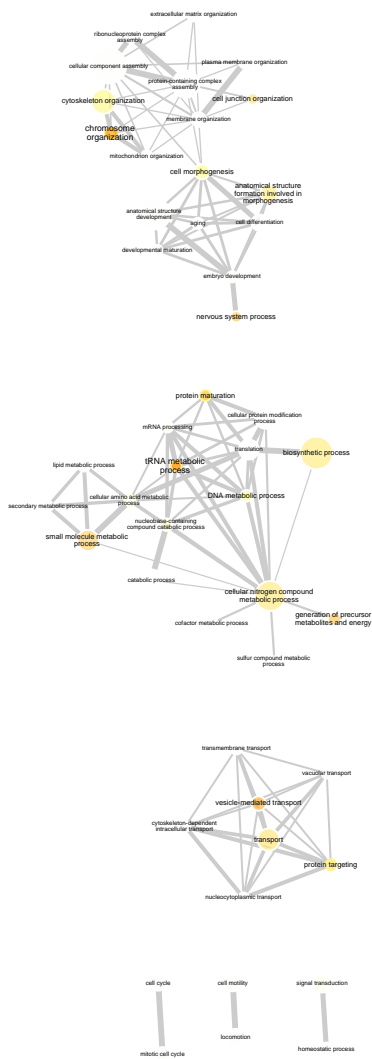 extracellular matrix organization
ribonucleoprotein complex
assembly
plasma membrane organization
cellular component assembly
protein-containing complex
assembly
cytoskeleton organization
cell junction organization
membrane organization
chromosome
organization
mitochondrion organization
cell morphogenesis
anatomical structure
formation involved in
morphogenesis
anatomical structure
development
aging
cell differentiation
developmental maturation
embryo development
nervous system process
protein maturation
cellular protein modification
process
mRNA processing
translation
biosynthetic process
tRNA metabolic
process
lipid metabolic process
cellular amino acid metabolic
process
DNA metabolic process
secondary metabolic process
nucleobase-containing
compound catabolic process
small molecule metabolic
process
catabolic process
cellular nitrogen compound
metabolic process
generation of precursor
metabolites and energy
cofactor metabolic process
sulfur compound metabolic
process
transmembrane transport
vacuolar transport
vesicle-mediated transport
cytoskeleton-dependent
intracellular transport
transport
protein targeting
nucleocytoplasmic transport
cell cycle
cell motility
signal transduction
locomotion
homeostatic process
mitotic cell cycle